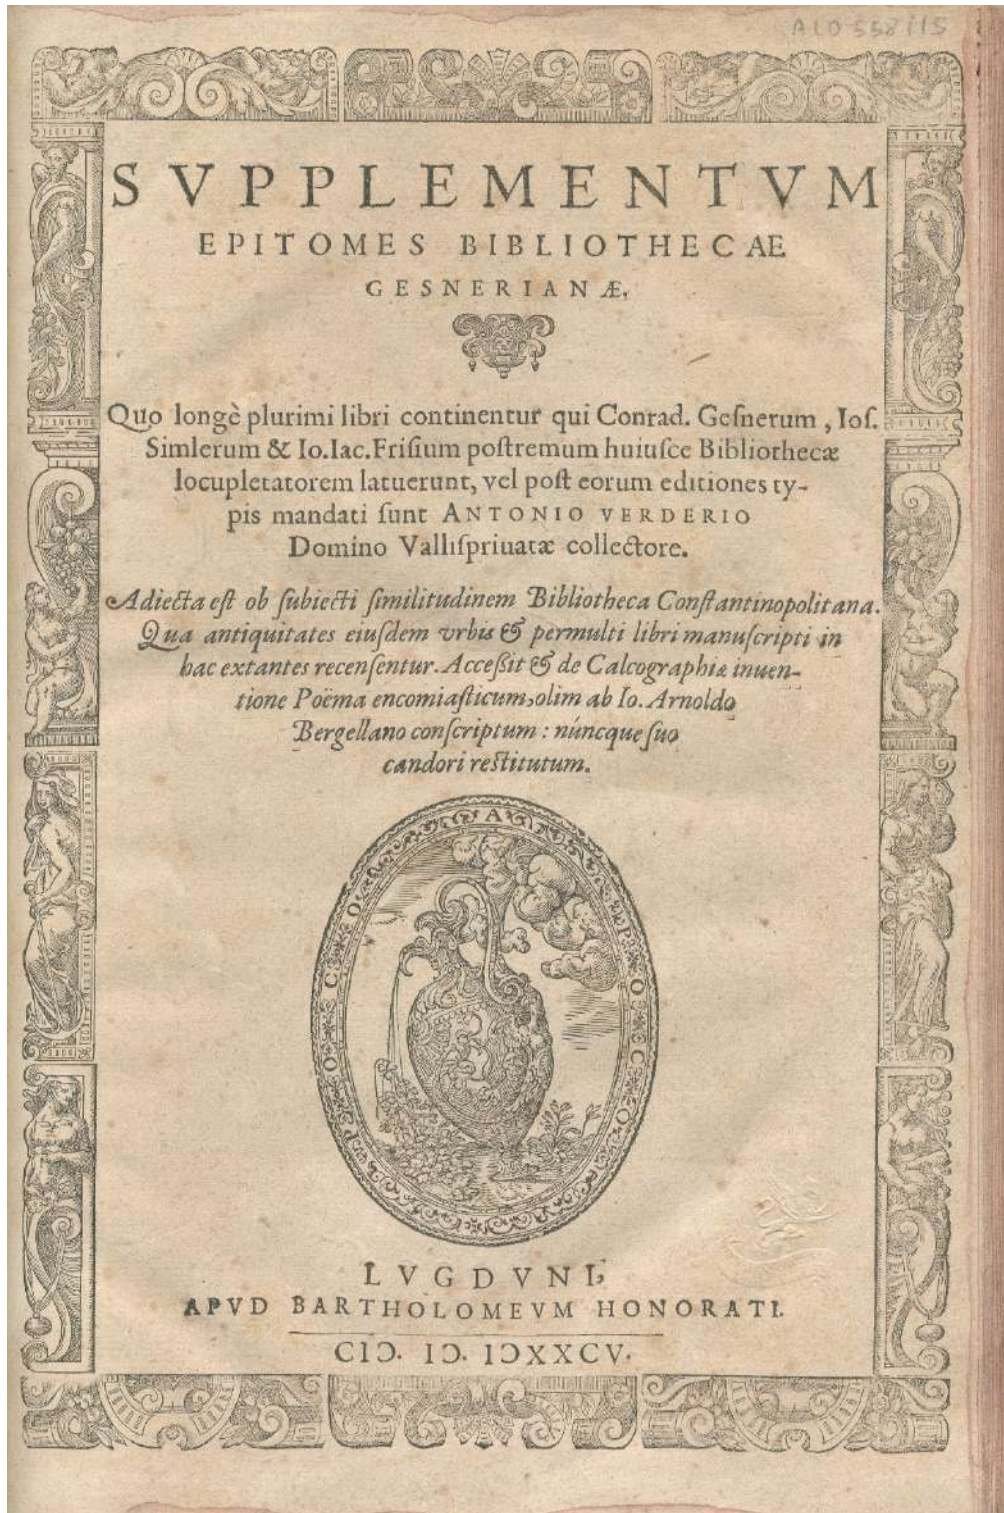 ALD 558115
SVPPLEMENTVM
EPITOMES BIBLIOTHECAE
GESNERIANÆ,
Quo longè plurimi libri continentur qui Conrad. Gesnerum, Ios.
Simlerum & Io.Iac.Frisium postremum huiusce Bibliothecæ
locupletatorem latuerunt, vel post eorum editiones ty-
pis mandati sunt ANTONIO VERDERIO
Domino Vallispriuatæ collectore.
Adiecta est ob subiecti similitudinem Bibliotheca Constantinopolitana.
Qua antiquitates eiusdem vrbis & permulti libri manuscripti in
hac extantes recensentur. Accessit & de Calcographiæ inuen-
tione Poëma encomiasticum, olim ab Io. Arnoldo
Bergellano conscriptum: núncque suo
candori restitutum.
A POCO POCO
LVGDVNI,
APVD BARTHOLOMEVM HONORATI.
CIↃ. IↃ. IↃXXCV.